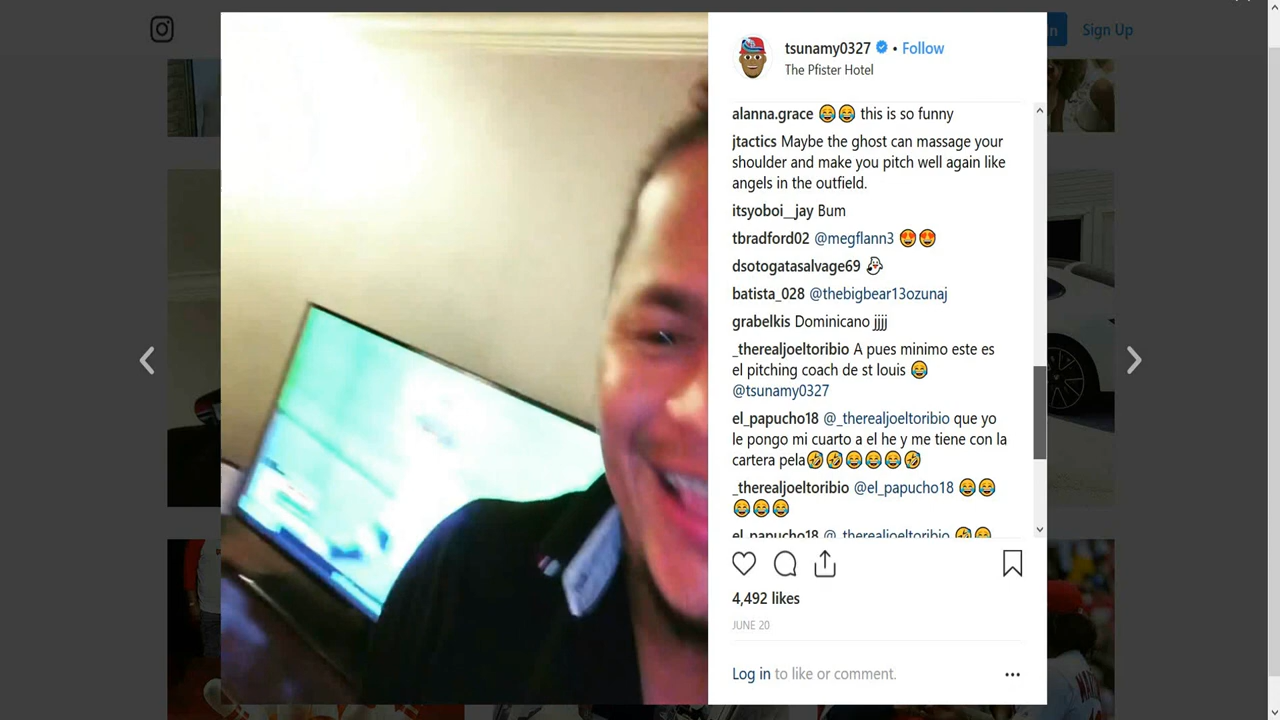 Sign Up
tsunamy0327 • Follow
The Pfister Hotel
alanna.grace 😂😂 this is so funny
jtactics Maybe the ghost can massage your
shoulder and make you pitch well again like
angels in the outfield.
itsyoboi__jay Bum
tbradford02 @megflann3 😍😍
dsotogatasalvage69 👻
batista_028 @thebigbear13ozunaj
grabelkis Dominicano jjjj
_therealjoeltoribio A pues minimo este es
el pitching coach de st louis 😂
@tsunamy0327
el_papucho18 @_therealjoeltoribio que yo
le pongo mi cuarto a el he y me tiene con la
cartera pela🤣🤣😂😂😂🤣
_therealjoeltoribio @el_papucho18 😂😂
😂😂😂
el_papucho18 @_therealjoeltoribio 🤣😂
4,492 likes
JUNE 20
Log in to like or comment.